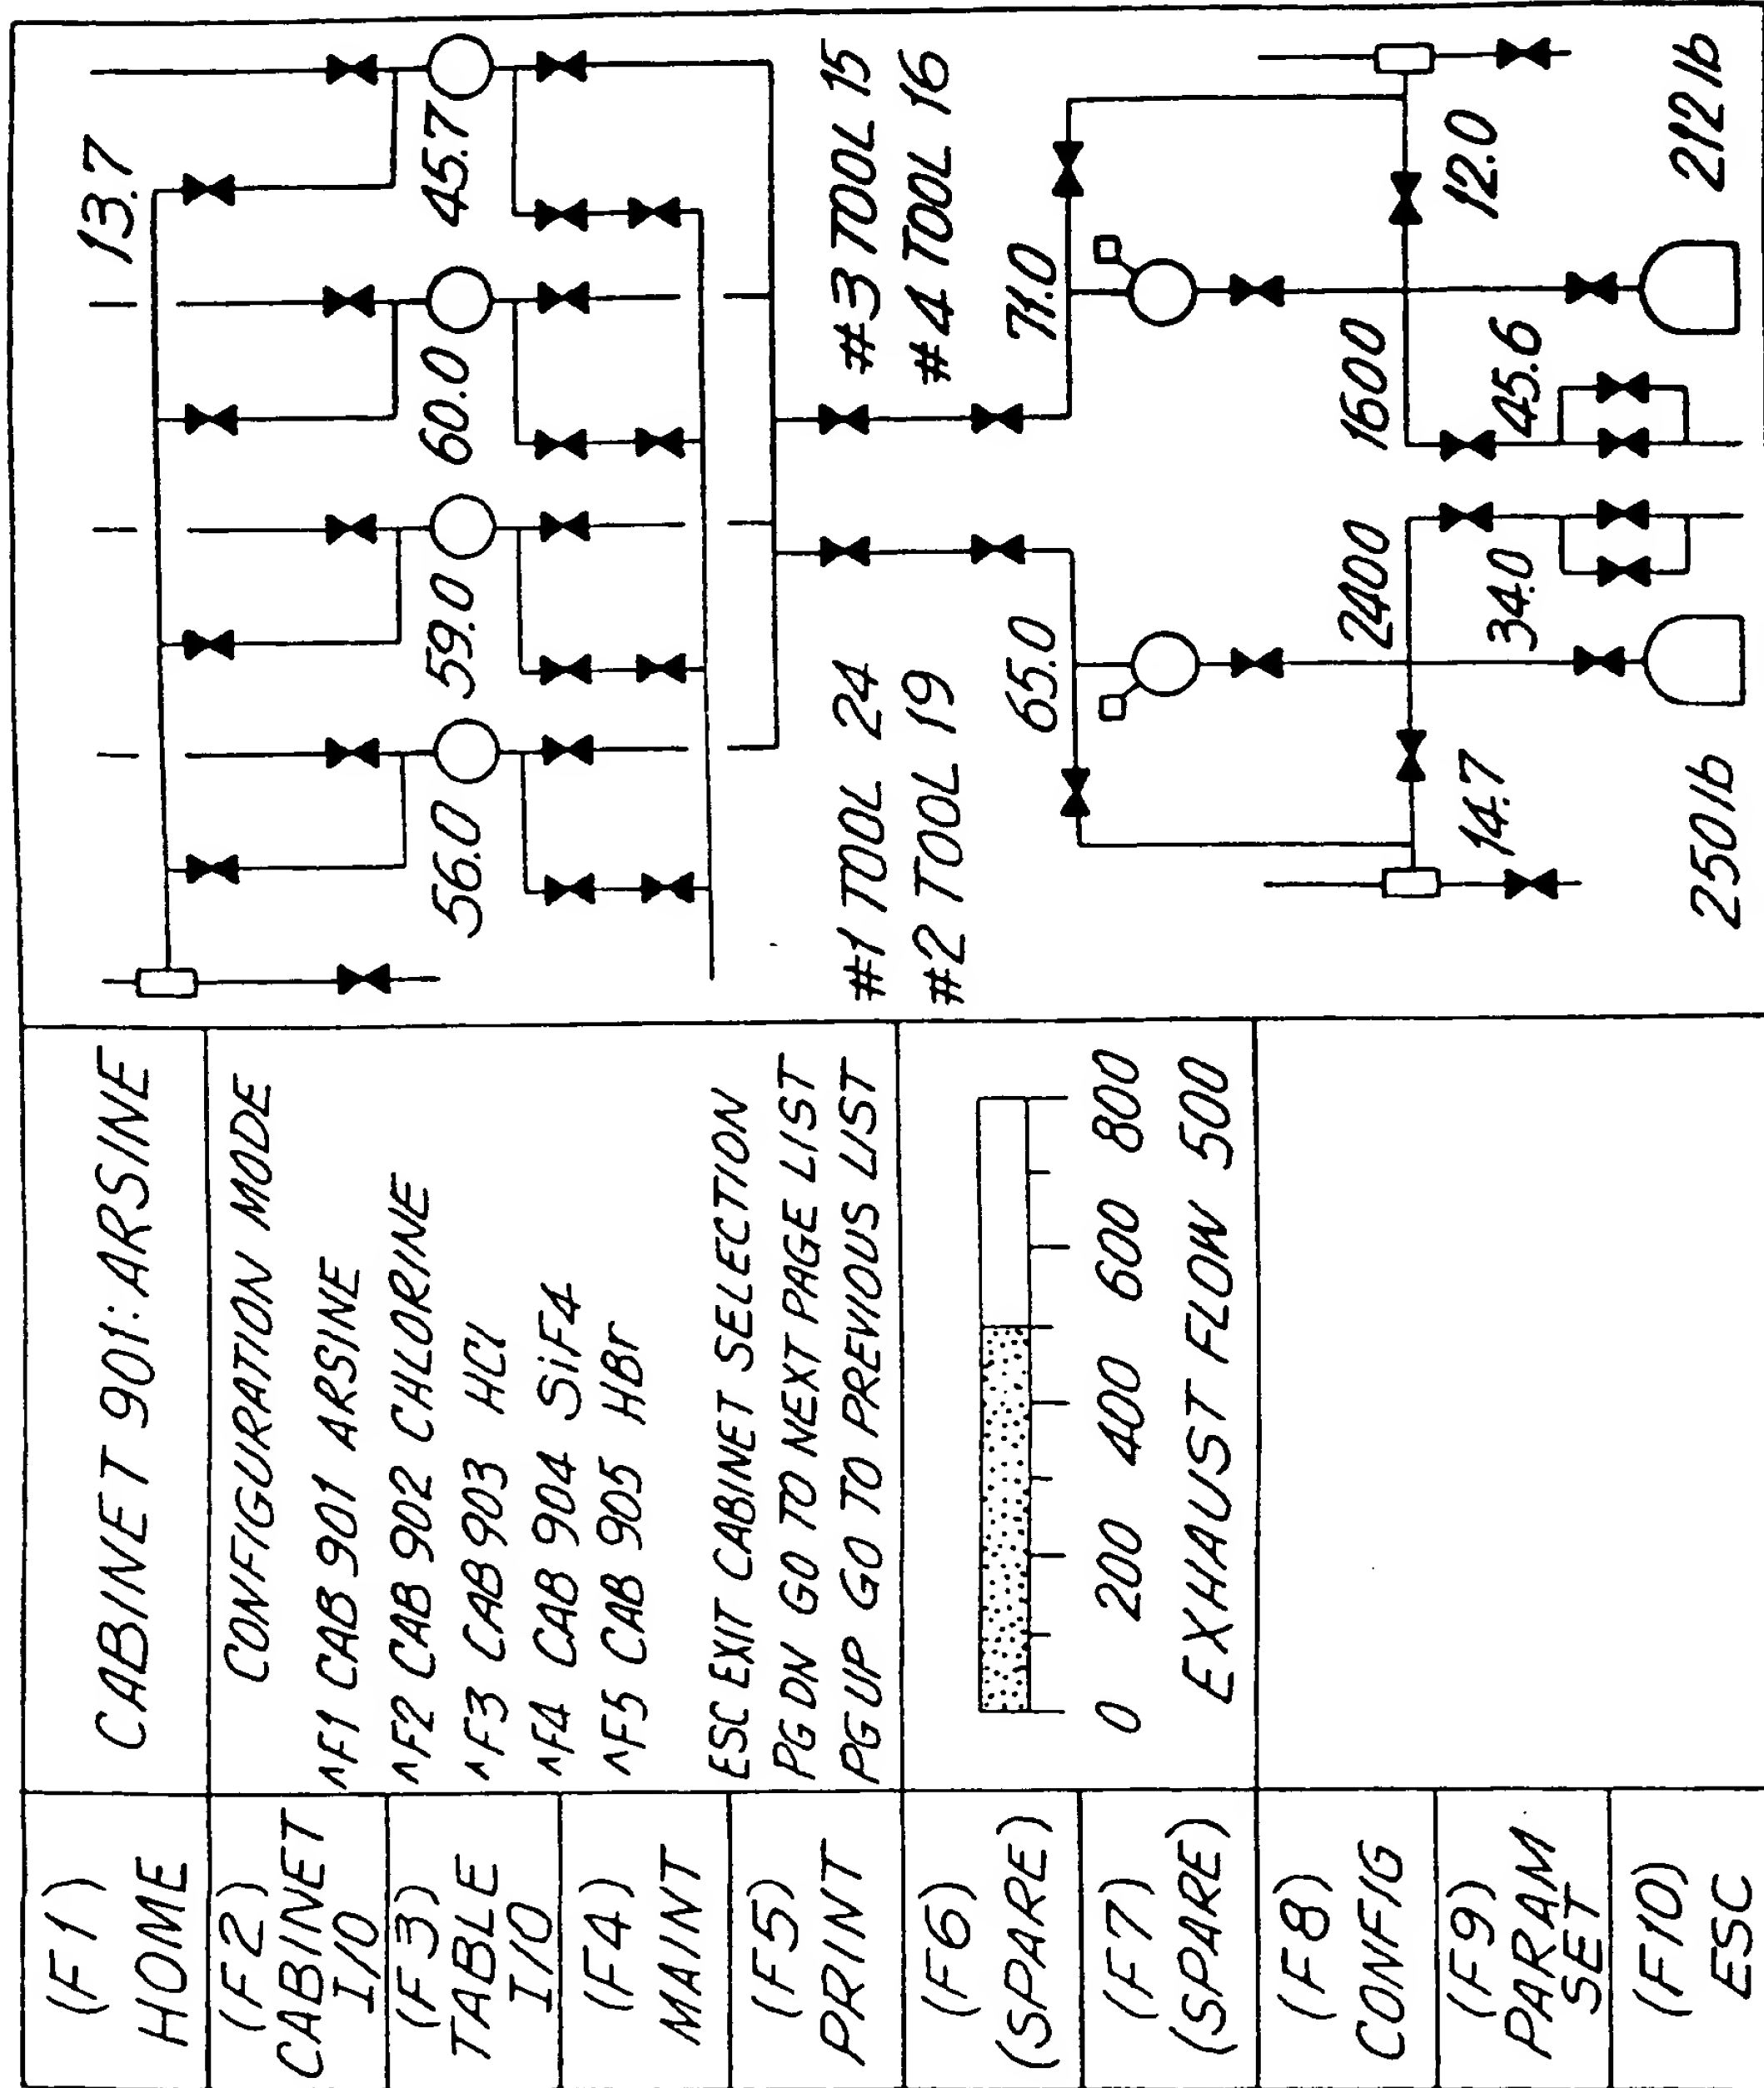 (F1)
HOME
(F2)
CABINET
I/O
(F3)
TABLE
I/O
(F4)
MAINT
(F5)
PRINT
(F6)
(SPARE)
(F7)
(SPARE)
(F8)
CONFIG
(F9)
PARAM
SET
(F10)
ESC
CABINET 901: ARSINE
CONFIGURATION MODE
^F1 CAB 901 ARSINE
^F2 CAB 902 CHLORINE
^F3 CAB 903 HCl
^F4 CAB 904 SiF4
^F5 CAB 905 HBr
ESC EXIT CABINET SELECTION
PG DN GO TO NEXT PAGE LIST
PG UP GO TO PREVIOUS LIST
0 200 400 600 800
EXHAUST FLOW 500
13.7
56.0 59.0 60.0 45.7
#1 TOOL 24 #3 TOOL 15
#2 TOOL 19 #4 TOOL 16
65.0 71.0
2400 1600
14.7 34.0 45.6 12.0
250 lb 212 lb